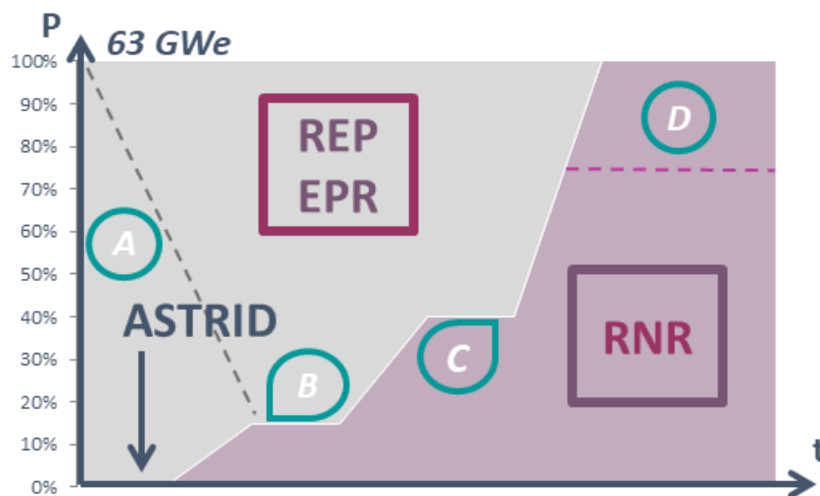 P
63 GWe
100%
90%
80%
70%
60%
50%
40%
30%
20%
10%
0%
REP
EPR
D
A
ASTRID
B
C
RNR
t